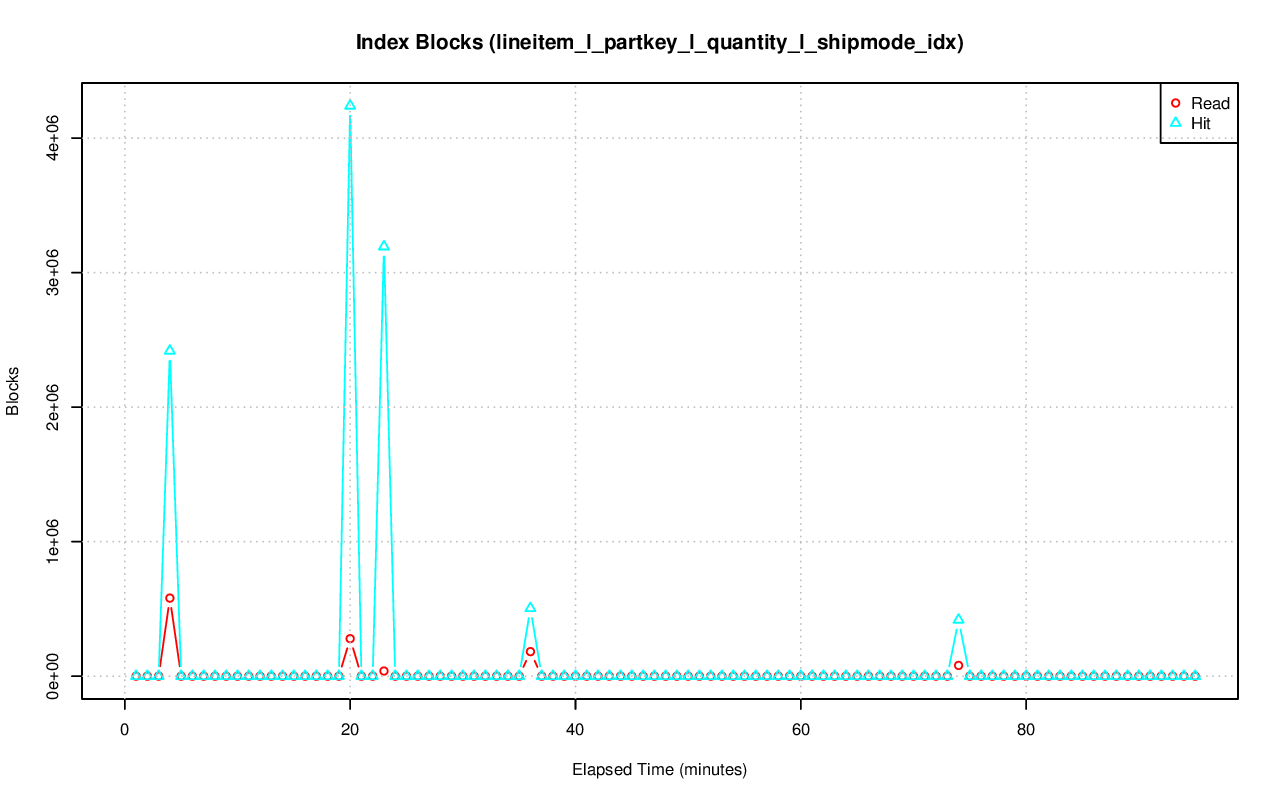 Index Blocks (lineitem_l_partkey_l_quantity_l_shipmode_idx)
Read
Hit
4e+06
3e+06
2e+06
1e+06
0e+00
Blocks
0 20 40 60 80
Elapsed Time (minutes)